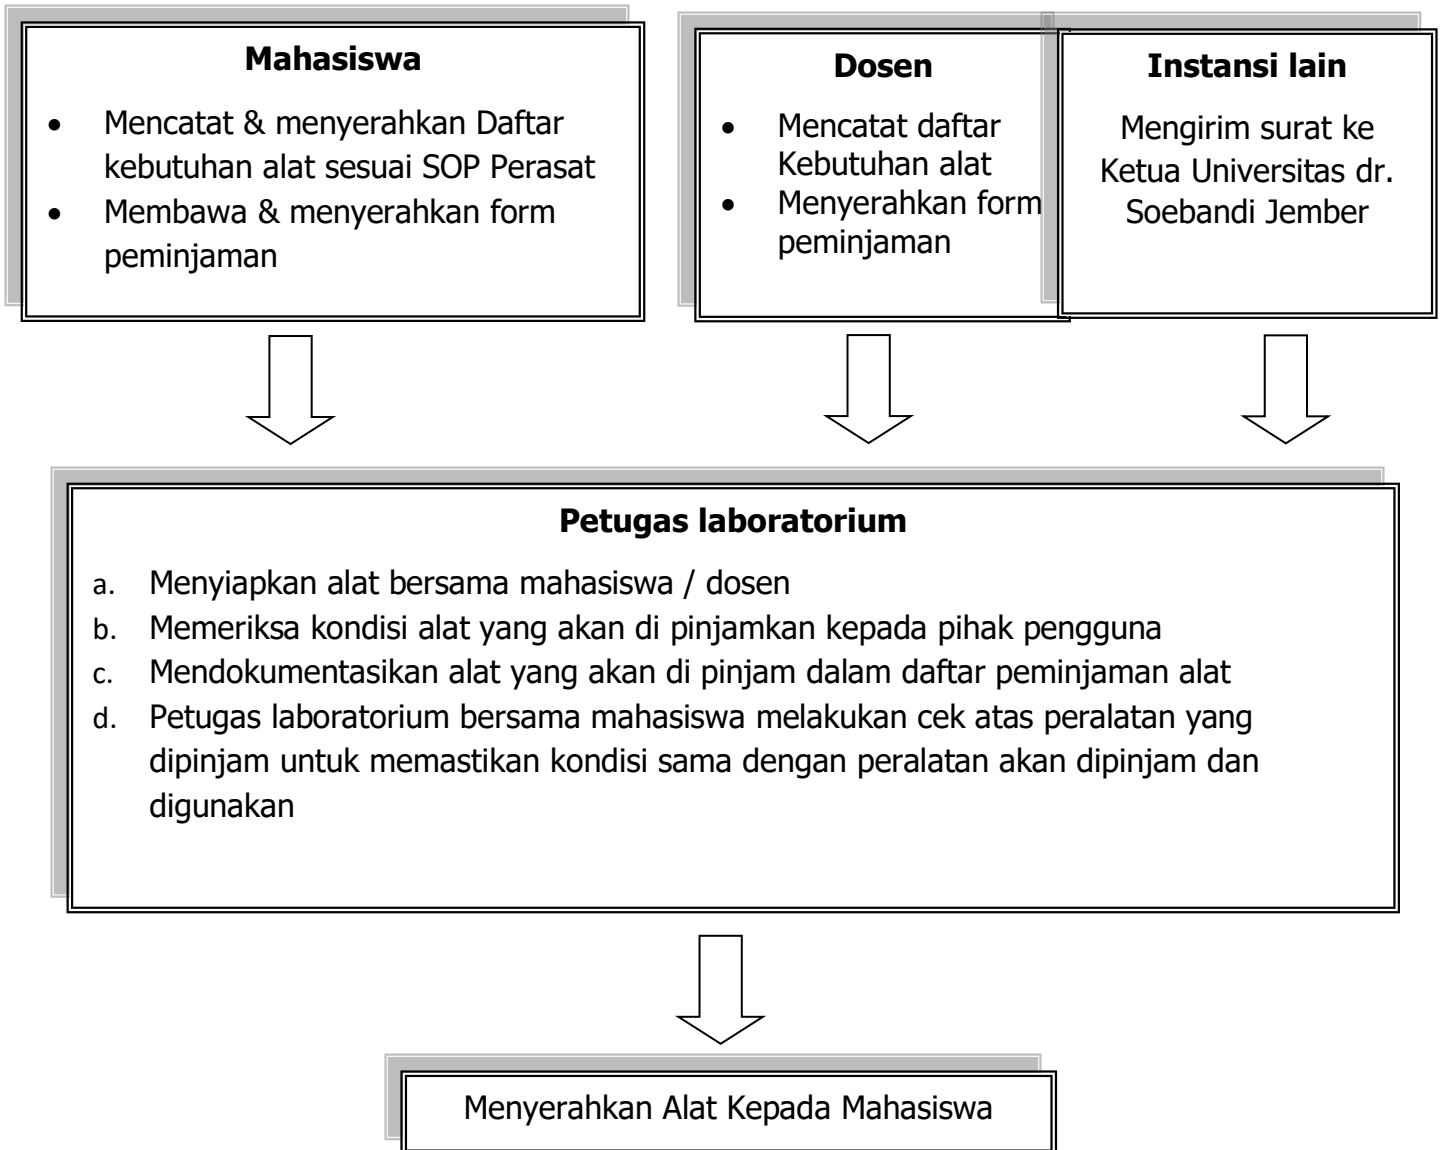 Mahasiswa
• Mencatat & menyerahkan Daftar
kebutuhan alat sesuai SOP Perasat
• Membawa & menyerahkan form
peminjaman
Dosen
• Mencatat daftar
Kebutuhan alat
• Menyerahkan form
peminjaman
Instansi lain
Mengirim surat ke
Ketua Universitas dr.
Soebandi Jember
Petugas laboratorium
a. Menyiapkan alat bersama mahasiswa / dosen
b. Memeriksa kondisi alat yang akan di pinjamkan kepada pihak pengguna
c. Mendokumentasikan alat yang akan di pinjam dalam daftar peminjaman alat
d. Petugas laboratorium bersama mahasiswa melakukan cek atas peralatan yang
dipinjam untuk memastikan kondisi sama dengan peralatan akan dipinjam dan
digunakan
Menyerahkan Alat Kepada Mahasiswa